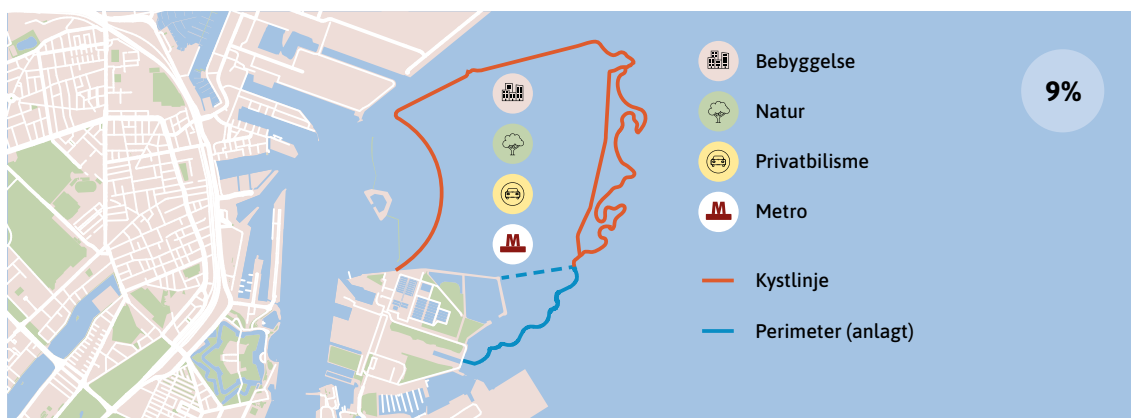 Bebyggelse
Natur
Privatbilisme
M
Metro
Kystlinje
Perimeter (anlagt)
9%
M